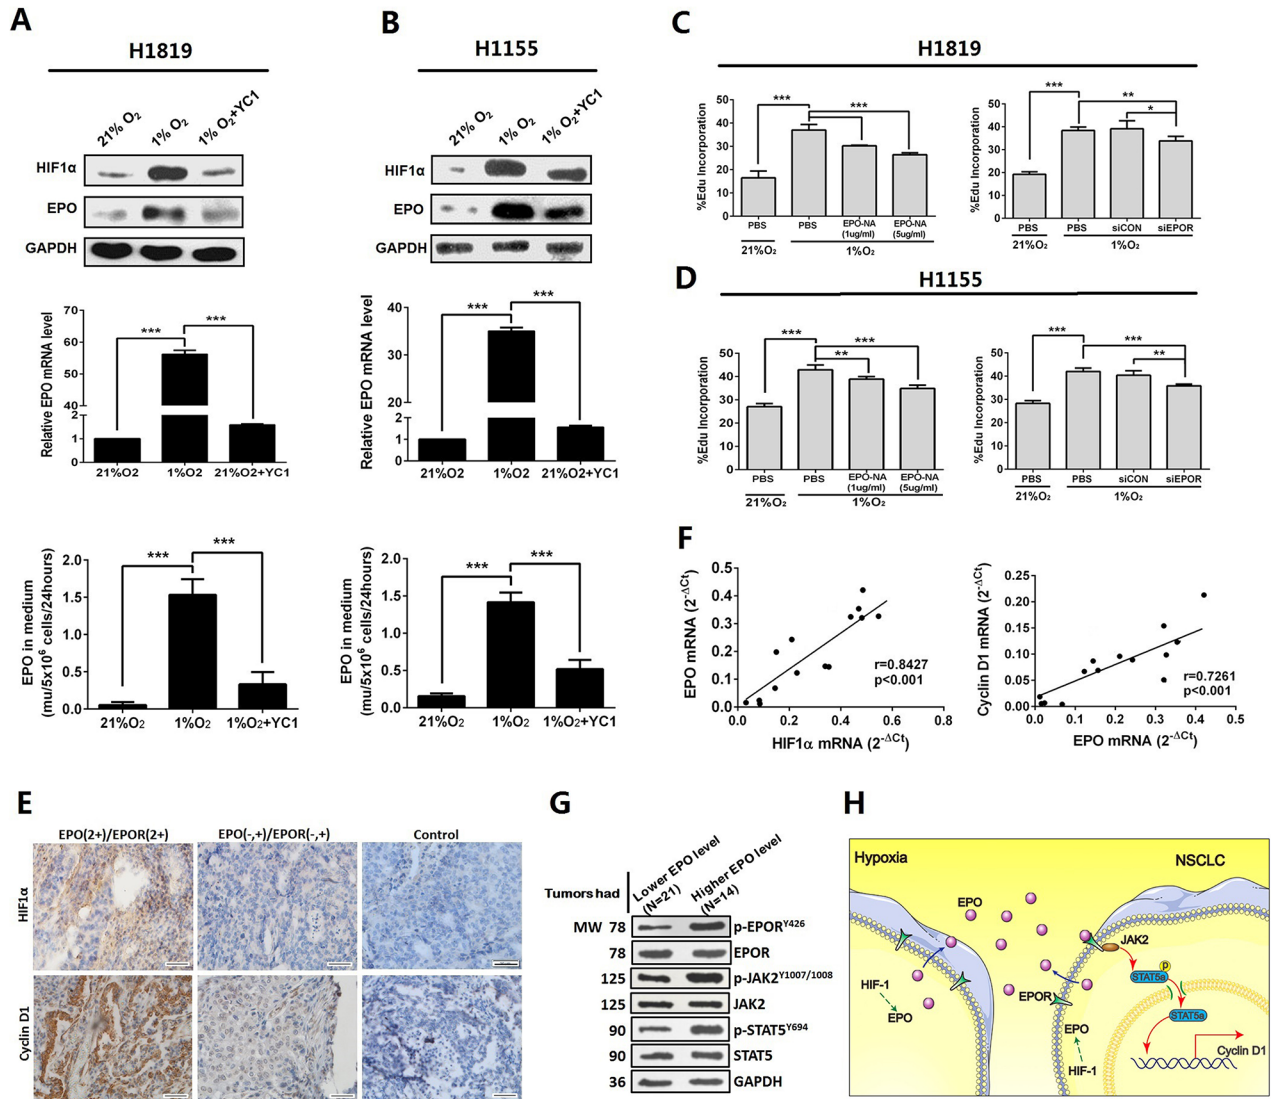 A
H1819
21% O2
1% O2
1% O2+YC1
HIF1α
EPO
GAPDH
Relative EPO mRNA level
70
60
50
40
2
1
0
21%O2
1%O2
21%O2+YC1
***
***
EPO in medium
(mu/5x10^6 cells/24hours)
2.0
1.5
1.0
0.5
0.0
21%O2
1%O2
1%O2+YC1
***
***
B
H1155
21% O2
1% O2
1% O2+YC1
HIF1α
EPO
GAPDH
Relative EPO mRNA level
40
30
20
2
1
0
21%O2
1%O2
21%O2+YC1
***
***
EPO in medium
(mu/5x10^6 cells/24hours)
2.0
1.5
1.0
0.5
0.0
21%O2
1%O2
1%O2+YC1
***
***
C
H1819
%Edu Incorporation
50
40
30
20
10
0
***
***
PBS
PBS
EPO-NA
(1ug/ml)
EPO-NA
(5ug/ml)
21%O2
1%O2
%Edu Incorporation
50
40
30
20
10
0
***
**
*
PBS
PBS
siCON
siEPOR
21%O2
1%O2
D
H1155
%Edu Incorporation
50
40
30
20
10
0
***
***
**
PBS
PBS
EPO-NA
(1ug/ml)
EPO-NA
(5ug/ml)
21%O2
1%O2
%Edu Incorporation
50
40
30
20
10
0
***
***
**
PBS
PBS
siCON
siEPOR
21%O2
1%O2
F
EPO mRNA (2^-ΔCt)
0.5
0.4
0.3
0.2
0.1
0.0
0.0
0.2
0.4
0.6
0.8
r=0.8427
p<0.001
HIF1α mRNA (2^-ΔCt)
Cyclin D1 mRNA (2^-ΔCt)
0.25
0.20
0.15
0.10
0.05
0.00
0.0
0.1
0.2
0.3
0.4
0.5
r=0.7261
p<0.001
EPO mRNA (2^-ΔCt)
E
EPO(2+)/EPOR(2+)
EPO(-,+)/EPOR(-,+)
Control
HIF1α
Cyclin D1
G
Tumors had
Lower EPO level
(N=21)
Higher EPO level
(N=14)
MW 78 p-EPOR^Y426
78 EPOR
125 p-JAK2^Y1007/1008
125 JAK2
90 p-STAT5^Y694
90 STAT5
36 GAPDH
H
Hypoxia
NSCLC
EPO
JAK2
P
STAT5a
HIF-1
EPO
EPOR
STAT5a
EPO
HIF-1
Cyclin D1